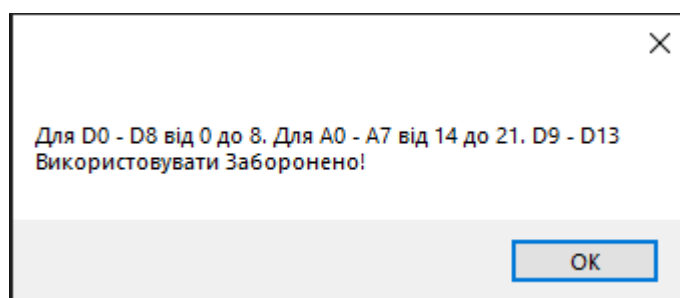 Для D0 - D8 від 0 до 8. Для A0 - A7 від 14 до 21. D9 - D13
Використовувати Заборонено!
OK